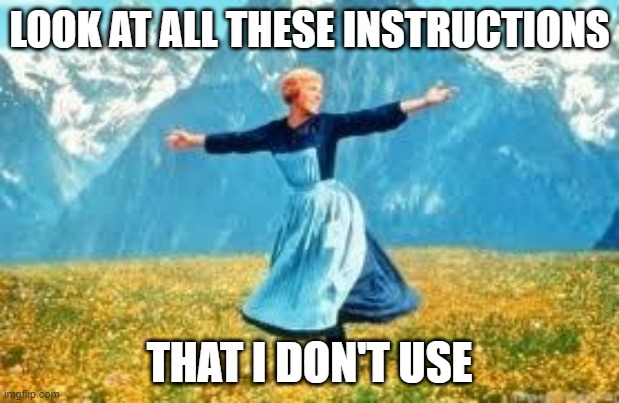 LOOK AT ALL THESE INSTRUCTIONS
THAT I DON'T USE
imgflip.com